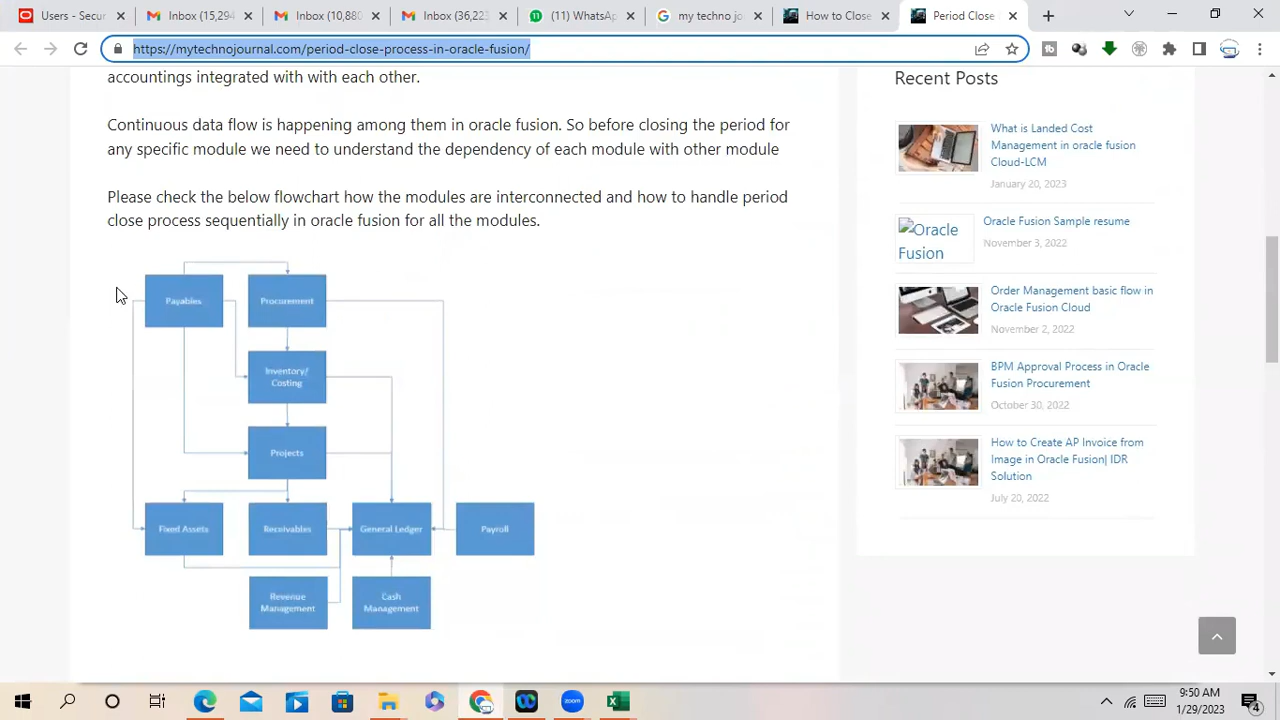 Users - Satur
Inbox (15,94
Inbox (10,88
Inbox (36,22
(11) WhatsAp
my techno jo
How to Close
Period Close
https://mytechnojournal.com/period-close-process-in-oracle-fusion/
accountings integrated with with each other.
Continuous data flow is happening among them in oracle fusion. So before closing the period for
any specific module we need to understand the dependency of each module with other module
Please check the below flowchart how the modules are interconnected and how to handle period
close process sequentially in oracle fusion for all the modules.
Payables
Procurement
Inventory/
Costing
Projects
Fixed Assets
Receivables
General Ledger
Payroll
Revenue
Management
Cash
Management
Recent Posts
What is Landed Cost
Management in oracle fusion
Cloud-LCM
January 20, 2023
Oracle
Fusion
Oracle Fusion Sample resume
November 3, 2022
Order Management basic flow in
Oracle Fusion Cloud
November 2, 2022
BPM Approval Process in Oracle
Fusion Procurement
October 30, 2022
How to Create AP Invoice from
Image in Oracle Fusion| IDR
Solution
July 20, 2022
zoom
9:50 AM
1/29/2023
4